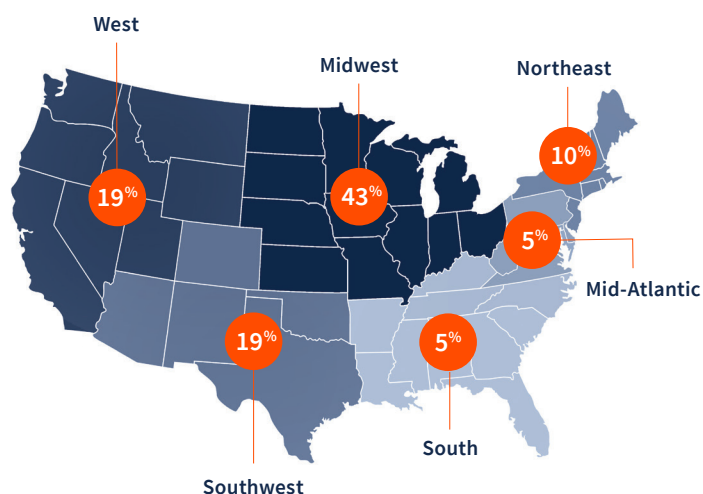 West
Midwest
Northeast
10%
19%
43%
5%
Mid-Atlantic
19%
5%
South
Southwest